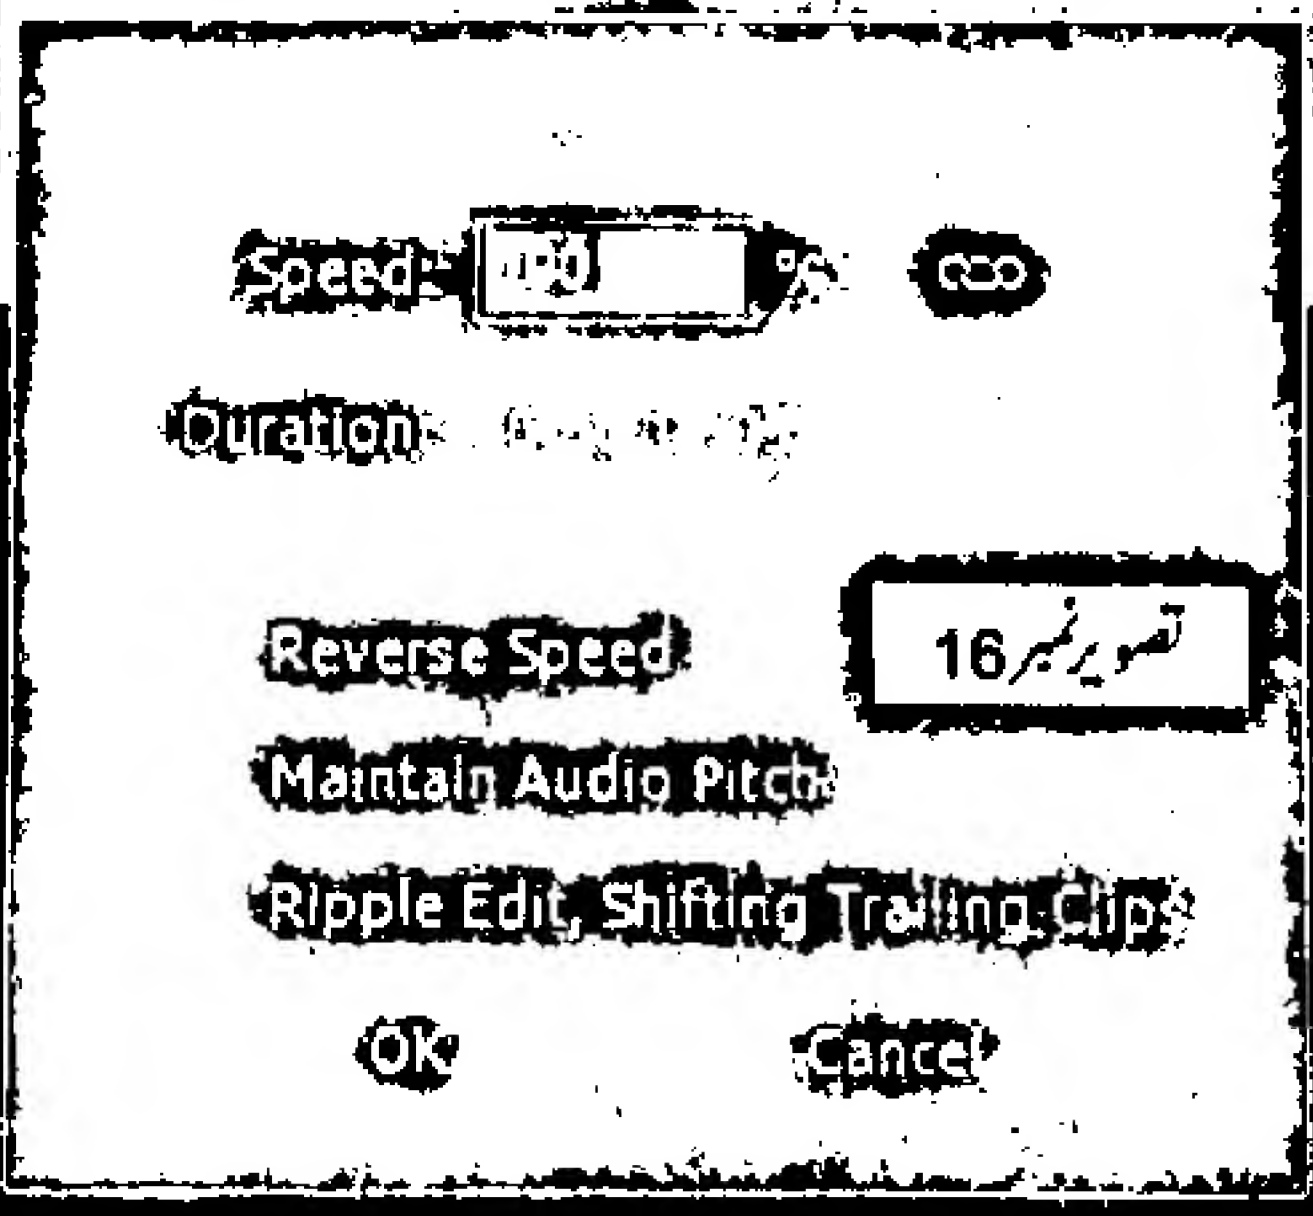 Speed: %
Duration
Reverse Speed
تصویر نمبر 16
Maintain Audio Pitch
Ripple Edit, Shifting Trailing Clips
OK Cancel